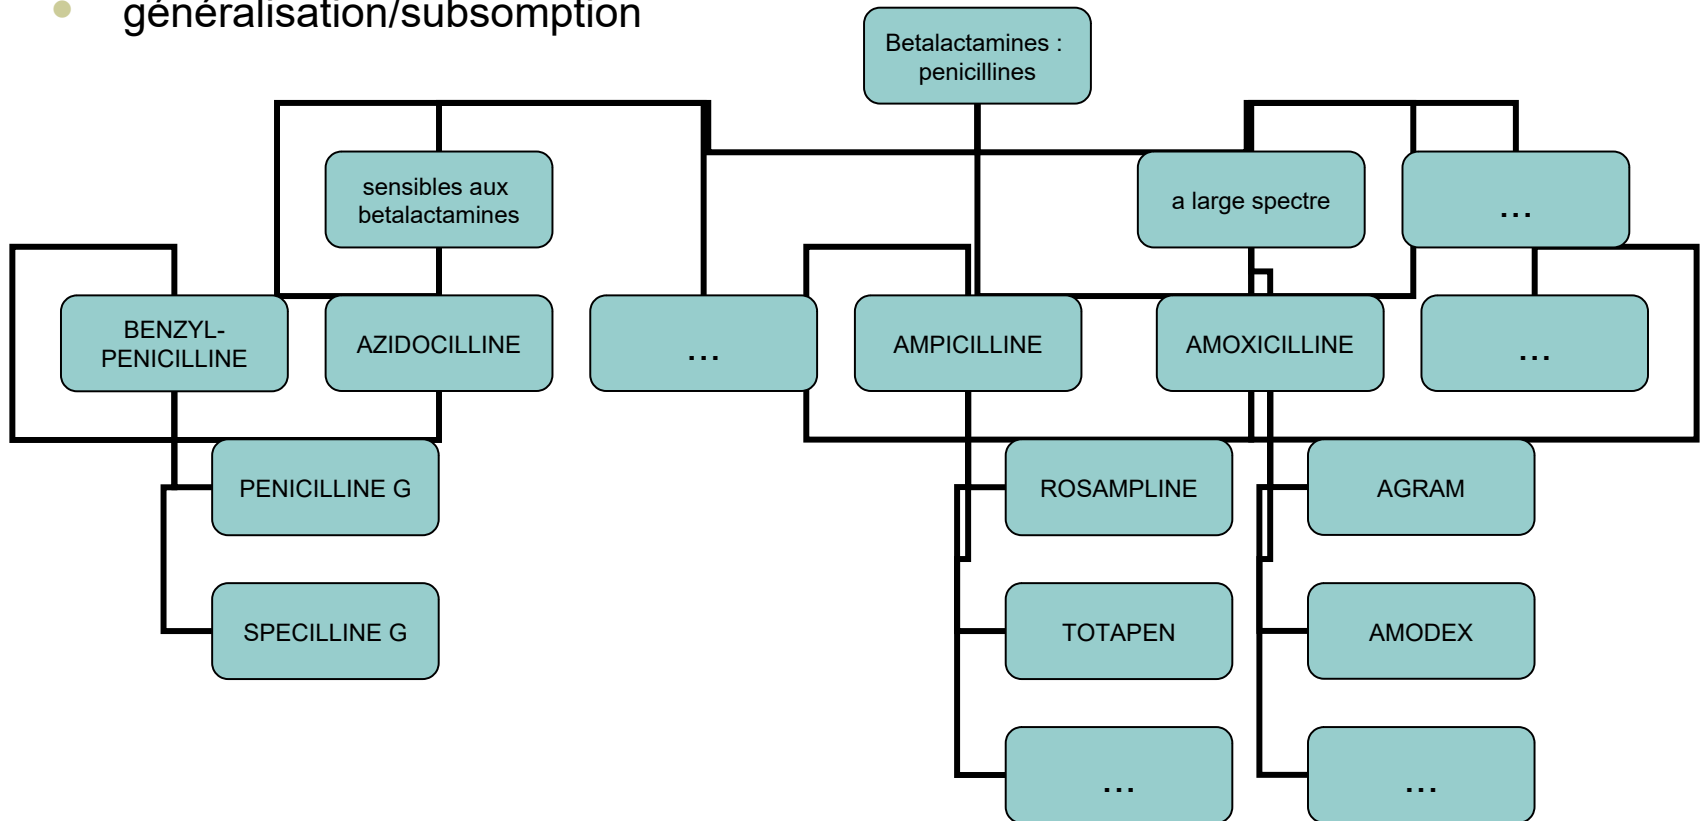 généralisation/subsomption
Betalactamines :
penicillines
sensibles aux
betalactamines
a large spectre
...
BENZYL-
PENICILLINE
AZIDOCILLINE
...
AMPICILLINE
AMOXICILLINE
...
PENICILLINE G
ROSAMPLINE
AGRAM
SPECILLINE G
TOTAPEN
AMODEX
...
...